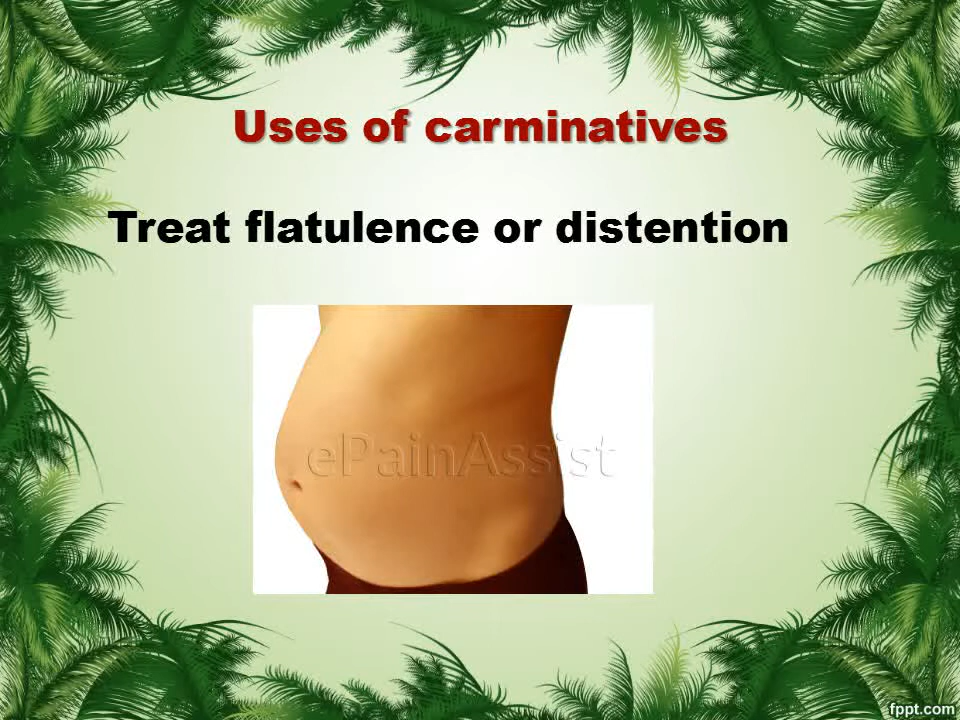 Uses of carminatives
Treat flatulence or distention
ePainAssist
fppt.com